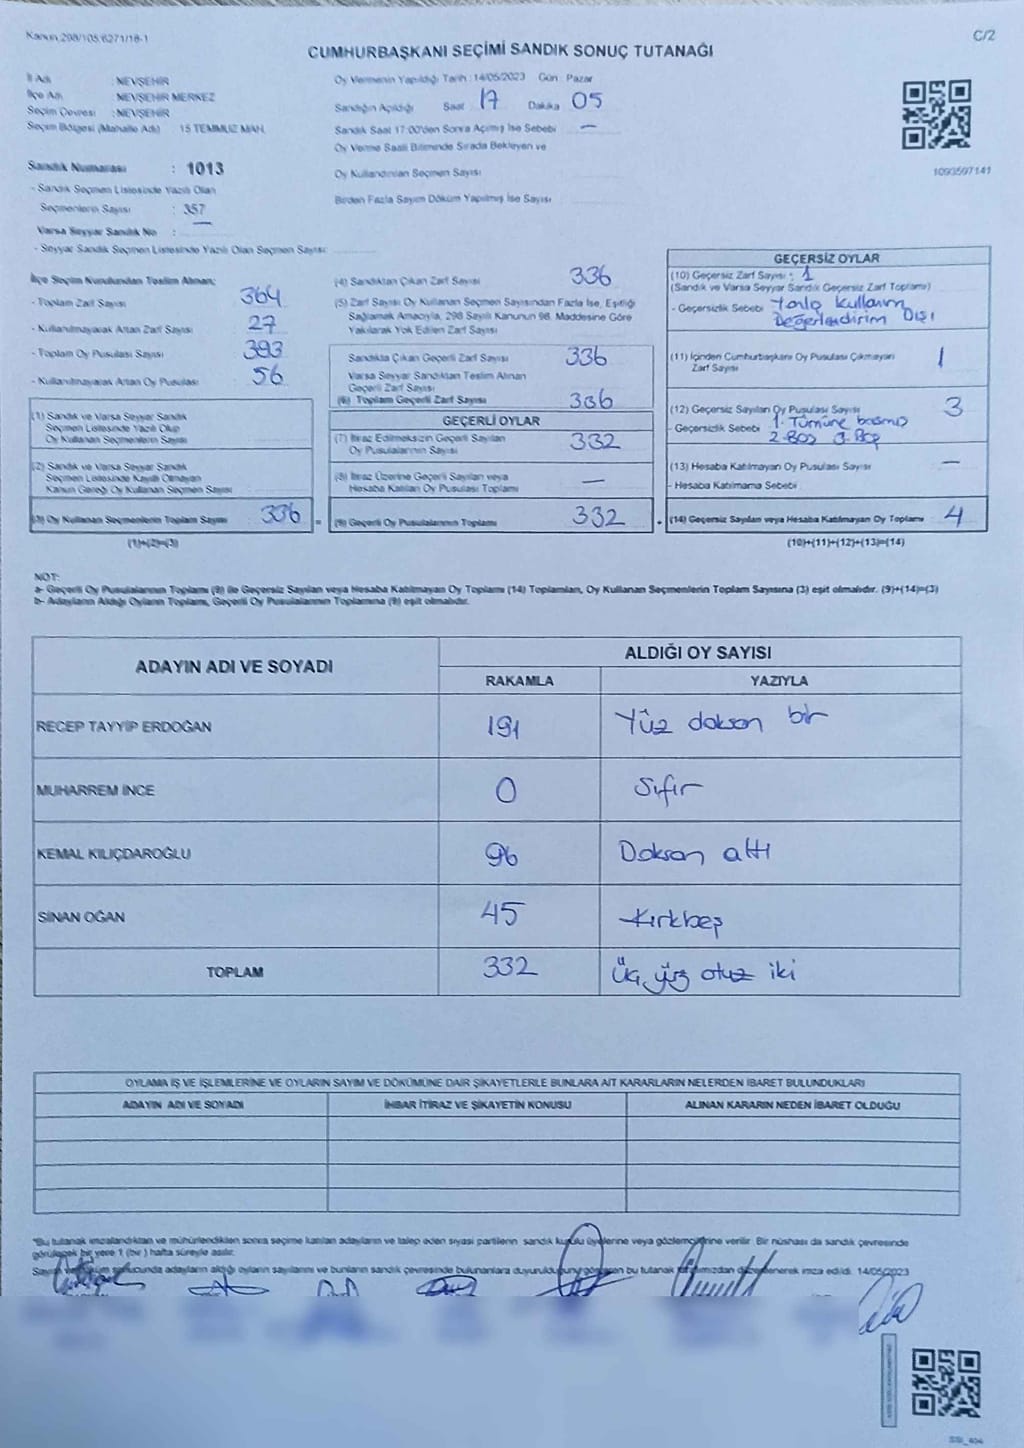 Kanun 298/105/6271/18-1
C/2
CUMHURBAŞKANI SEÇİMİ SANDIK SONUÇ TUTANAĞI
İl Adı : NEVŞEHİR
İlçe Adı : NEVŞEHİR MERKEZ
Seçim Çevresi : NEVŞEHİR
Seçim Bölgesi (Mahalle Adı) 15 TEMMUZ MAH.
Oy Vermenin Yapıldığı Tarih : 14/05/2023 Gün : Pazar
Sandığın Açıldığı Saat 17 Dakika 05
Sandık Saat 17:00'den Sonra Açılmış İse Sebebi —
Oy Verme Saati Bitiminde Sırada Bekleyen ve
Oy Kullandırılan Seçmen Sayısı
Birden Fazla Sayım Döküm Yapılmış İse Sayısı
1093507141
Sandık Numarası : 1013
- Sandık Seçmen Listesinde Yazılı Olan
Seçmenlerin Sayısı : 357
Varsa Seyyar Sandık No : —
- Seyyar Sandık Seçmen Listesinde Yazılı Olan Seçmen Sayısı:
İlçe Seçim Kurulundan Teslim Alınan;
- Toplam Zarf Sayısı 364
- Kullanılmayarak Artan Zarf Sayısı 27
- Toplam Oy Pusulası Sayısı 393
- Kullanılmayarak Artan Oy Pusulası 56
(1) Sandık ve Varsa Seyyar Sandık
Seçmen Listesinde Yazılı Olup
Oy Kullanan Seçmenlerin Sayısı
(2) Sandık ve Varsa Seyyar Sandık
Seçmen Listesinde Kayıtlı Olmayan
Kanun Gereği Oy Kullanan Seçmen Sayısı
(3) Oy Kullanan Seçmenlerin Toplam Sayısı 336 =
(1)+(2)=(3)
(4) Sandıktan Çıkan Zarf Sayısı 336
(5) Zarf Sayısı Oy Kullanan Seçmen Sayısından Fazla İse, Eşitliği
Sağlamak Amacıyla, 298 Sayılı Kanunun 98. Maddesine Göre
Yakılarak Yok Edilen Zarf Sayısı
Sandıkta Çıkan Geçerli Zarf Sayısı 336
Varsa Seyyar Sandıktan Teslim Alınan
Geçerli Zarf Sayısı
(6) Toplam Geçerli Zarf Sayısı 336
GEÇERLİ OYLAR
(7) İtiraz Edilmeksizin Geçerli Sayılan
Oy Pusulalarının Sayısı 332
(8) İtiraz Üzerine Geçerli Sayılan veya
Hesaba Katılan Oy Pusulası Toplamı —
(9) Geçerli Oy Pusulalarının Toplamı 332 +
GEÇERSİZ OYLAR
(10) Geçersiz Zarf Sayısı : 1
(Sandık ve Varsa Seyyar Sandık Geçersiz Zarf Toplamı)
- Geçersizlik Sebebi Yanlış Kullanım
Değerlendirim Dışı
(11) İçinden Cumhurbaşkanı Oy Pusulası Çıkmayan
Zarf Sayısı 1
(12) Geçersiz Sayılan Oy Pusulası Sayısı 3
- Geçersizlik Sebebi 1. Tümüne basmış
2. Boş 3. Boş
(13) Hesaba Katılmayan Oy Pusulası Sayısı —
- Hesaba Katılmama Sebebi
(14) Geçersiz Sayılan veya Hesaba Katılmayan Oy Toplamı 4
(10)+(11)+(12)+(13)=(14)
NOT:
a- Geçerli Oy Pusulalarının Toplamı (9) ile Geçersiz Sayılan veya Hesaba Katılmayan Oy Toplamı (14) Toplamları, Oy Kullanan Seçmenlerin Toplam Sayısına (3) eşit olmalıdır. (9)+(14)=(3)
b- Adayların Aldığı Oyların Toplamı, Geçerli Oy Pusulalarının Toplamına (9) eşit olmalıdır.
ADAYIN ADI VE SOYADI
ALDIĞI OY SAYISI
RAKAMLA YAZIYLA
RECEP TAYYİP ERDOĞAN 191 Yüz doksan bir
MUHARREM İNCE 0 Sıfır
KEMAL KILIÇDAROĞLU 96 Doksan altı
SİNAN OĞAN 45 Kırkbeş
TOPLAM 332 Üç yüz otuz iki
OYLAMA İŞ VE İŞLEMLERİNE VE OYLARIN SAYIM VE DÖKÜMÜNE DAİR ŞİKAYETLERLE BUNLARA AİT KARARLARIN NELERDEN İBARET BULUNDUKLARI
ADAYIN ADI VE SOYADI İHBAR İTİRAZ VE ŞİKAYETİN KONUSU ALINAN KARARIN NEDEN İBARET OLDUĞU
*Bu tutanak imzalandıktan ve mühürlendikten sonra seçime katılan adayların ve talep eden siyasi partilerin sandık kurulu üyelerine veya gözlemcilerine verilir. Bir nüshası da sandık çevresinde
görülecek bir yere 1 (bir) hafta süreyle asılır.
Sayım döküm sonucunda adayların aldığı oyların sayılarını ve bunların sandık çevresinde bulunanlara duyurulduğunu gösteren bu tutanak tarafımızdan düzenlenerek imza edildi. 14/05/2023